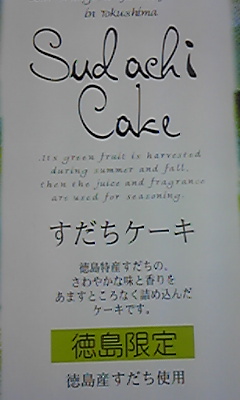 in Tokushima
Sudachi
Cake
Its green fruit is harvested
during summer and fall,
then the juice and fragrance
are used for seasoning.
すだちケーキ
徳島特産すだちの、
さわやかな味と香りを
あますところなく詰め込んだ
ケーキです。
徳島限定
徳島産すだち使用